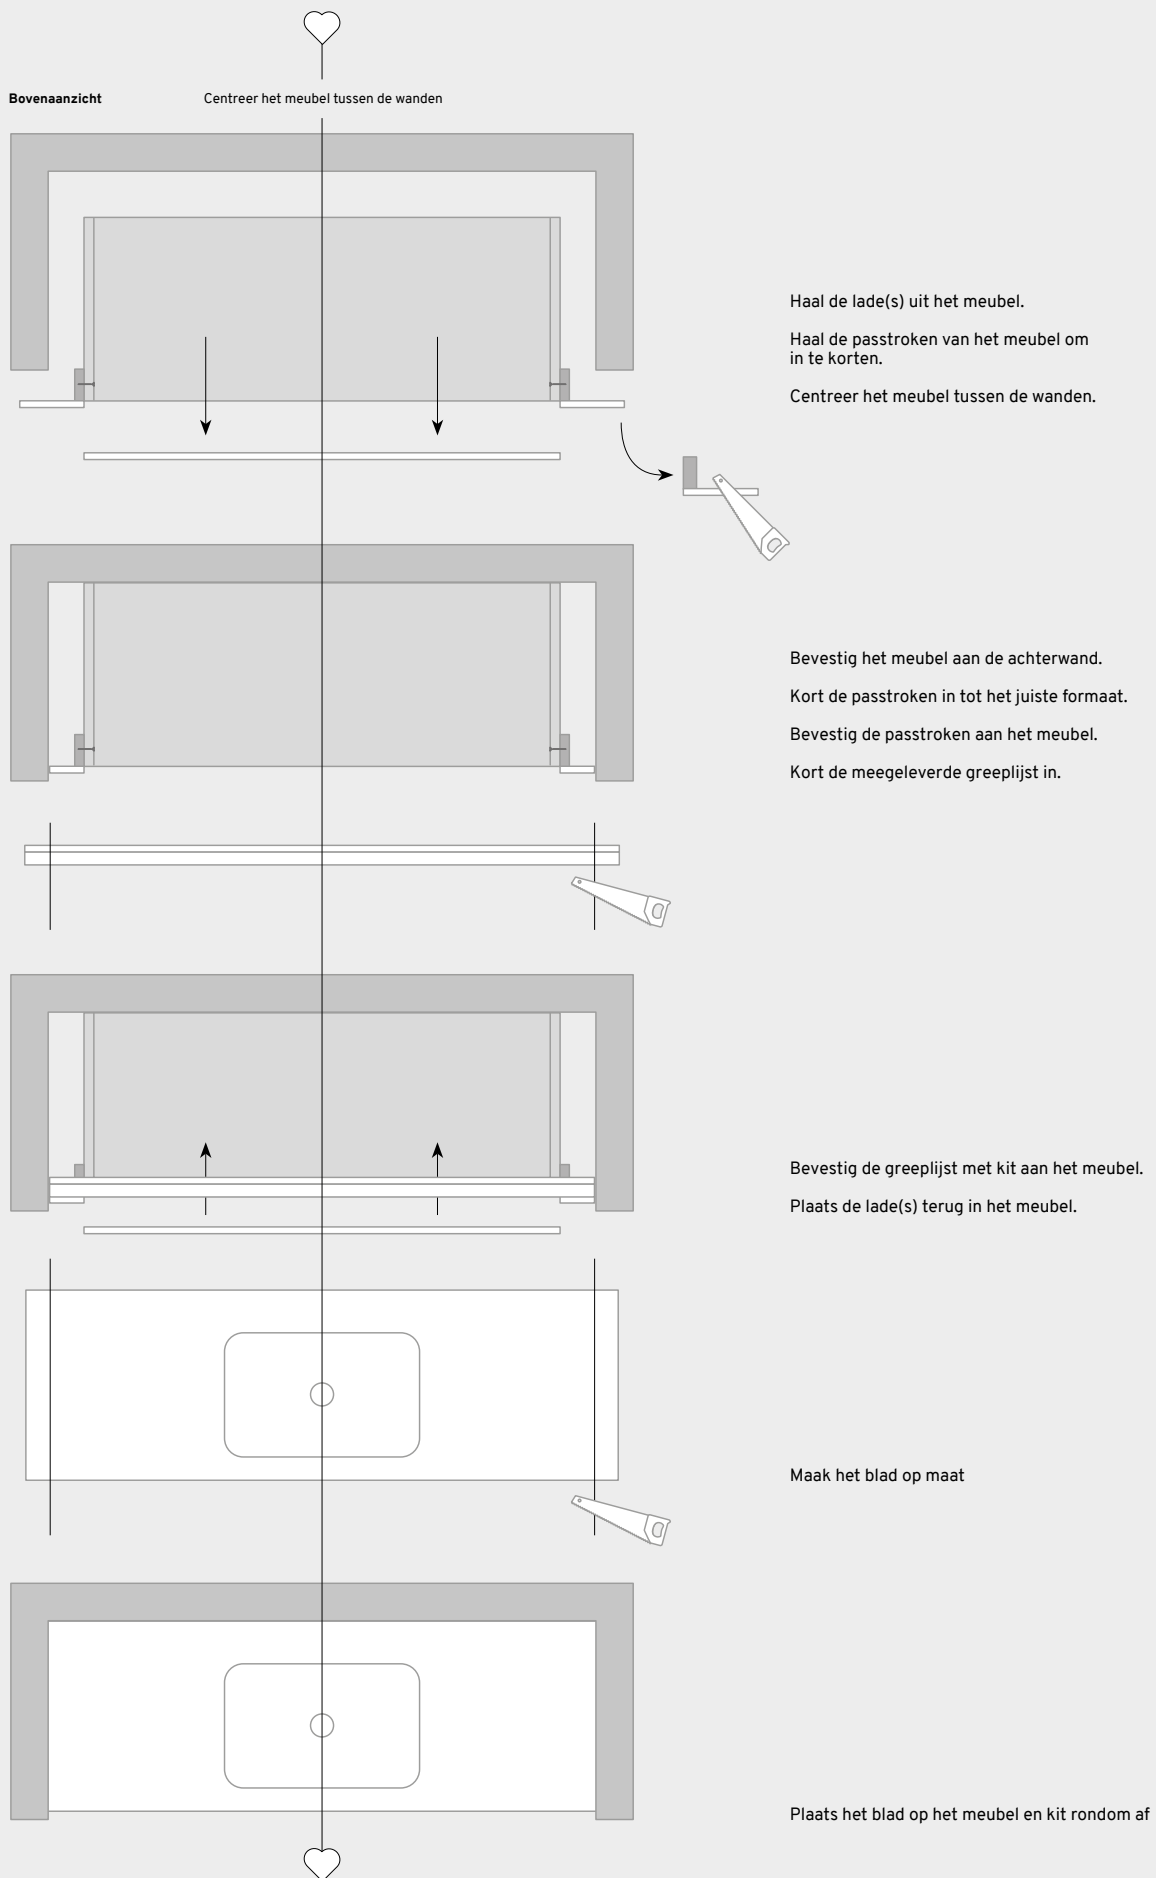 Bovenaanzicht
Centreer het meubel tussen de wanden
Haal de lade(s) uit het meubel.
Haal de passtroken van het meubel om
in te korten.
Centreer het meubel tussen de wanden.
Bevestig het meubel aan de achterwand.
Kort de passtroken in tot het juiste formaat.
Bevestig de passtroken aan het meubel.
Kort de meegeleverde greeplijst in.
Bevestig de greeplijst met kit aan het meubel.
Plaats de lade(s) terug in het meubel.
Maak het blad op maat
Plaats het blad op het meubel en kit rondom af